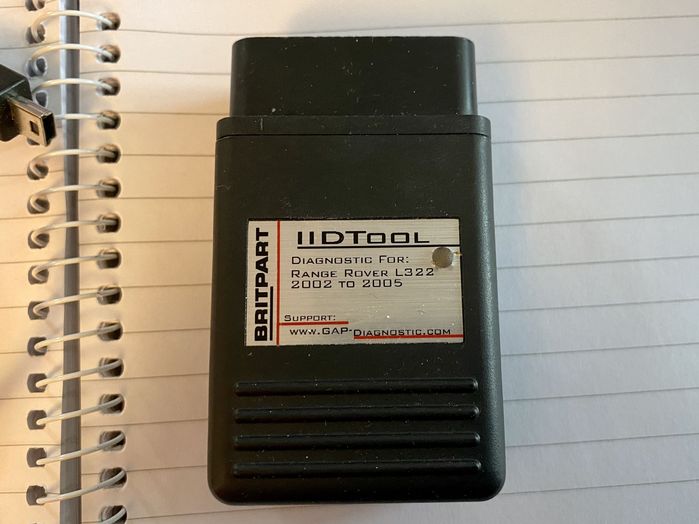 BRITPART
IIDTool
Diagnostic For:
Range Rover L322
2002 to 2005
Support:
www.GAP-Diagnostic.com